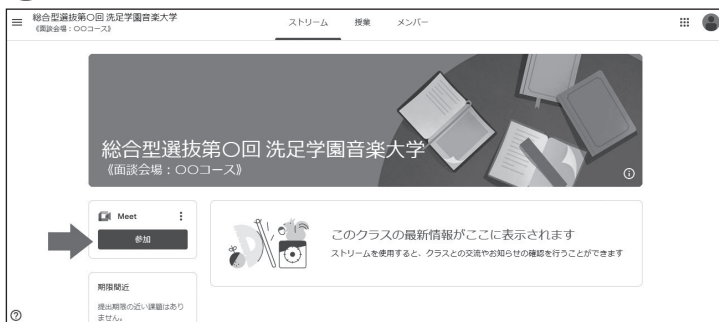 総合型選抜第〇回 洗足学園音楽大学
《面談会場：〇〇コース》
ストリーム 授業 メンバー
総合型選抜第〇回 洗足学園音楽大学
《面談会場：〇〇コース》
Meet
参加
このクラスの最新情報がここに表示されます
ストリームを使用すると、クラスとの交流やお知らせの確認を行うことができます
期限間近
提出期限の近い課題はあり
ません。